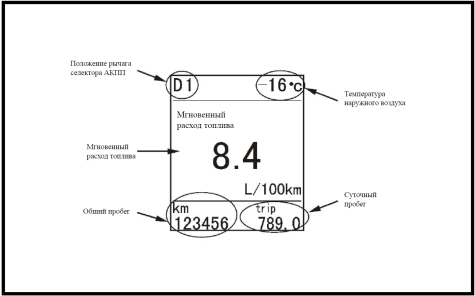 Положение рычага
селектора АКПП
D1
-16°C
Температура
наружного воздуха
Мгновенный
расход топлива
Мгновенный
расход топлива
8.4
L/100km
Общий пробег
km
123456
trip
789.0
Суточный
пробег